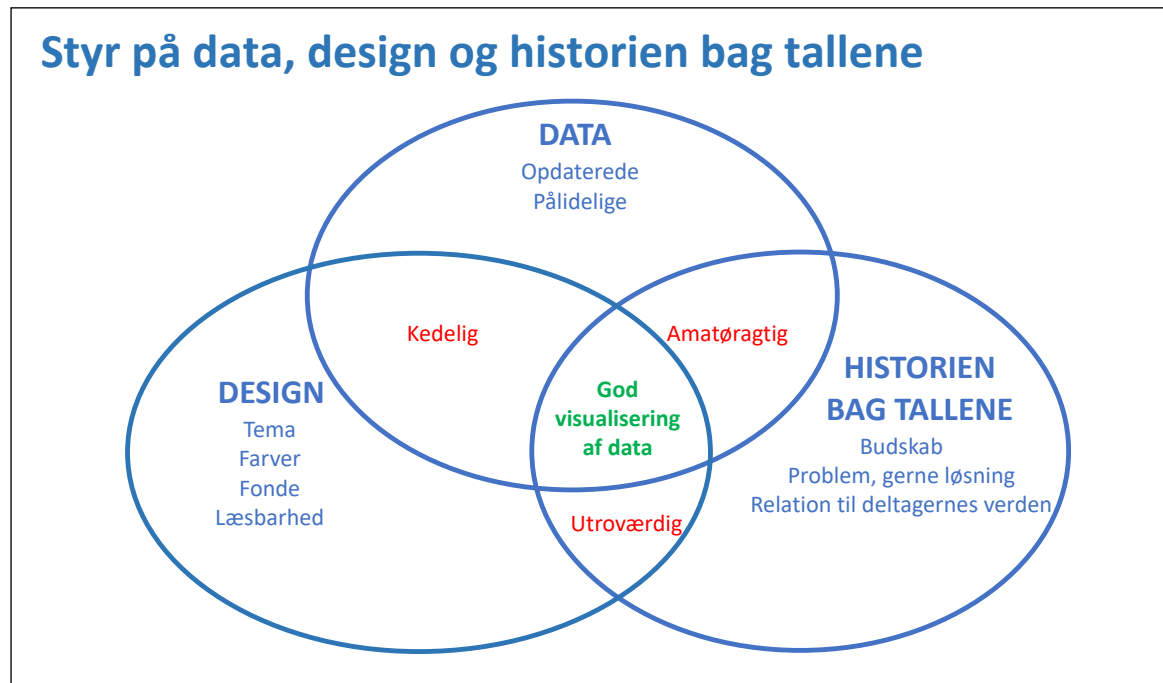 Styr på data, design og historien bag tallene
DATA
Opdaterede
Pålidelige
Kedelig
Amatøragtig
God
visualisering
af data
DESIGN
Tema
Farver
Fonde
Læsbarhed
HISTORIEN
BAG TALLENE
Budskab
Problem, gerne løsning
Relation til deltagernes verden
Utroværdig